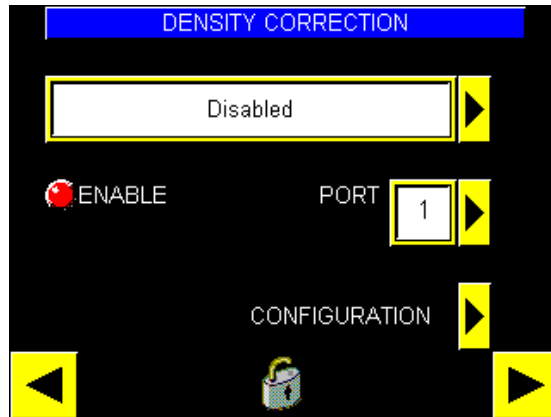 DENSITY CORRECTION
Disabled
ENABLE PORT 1
CONFIGURATION